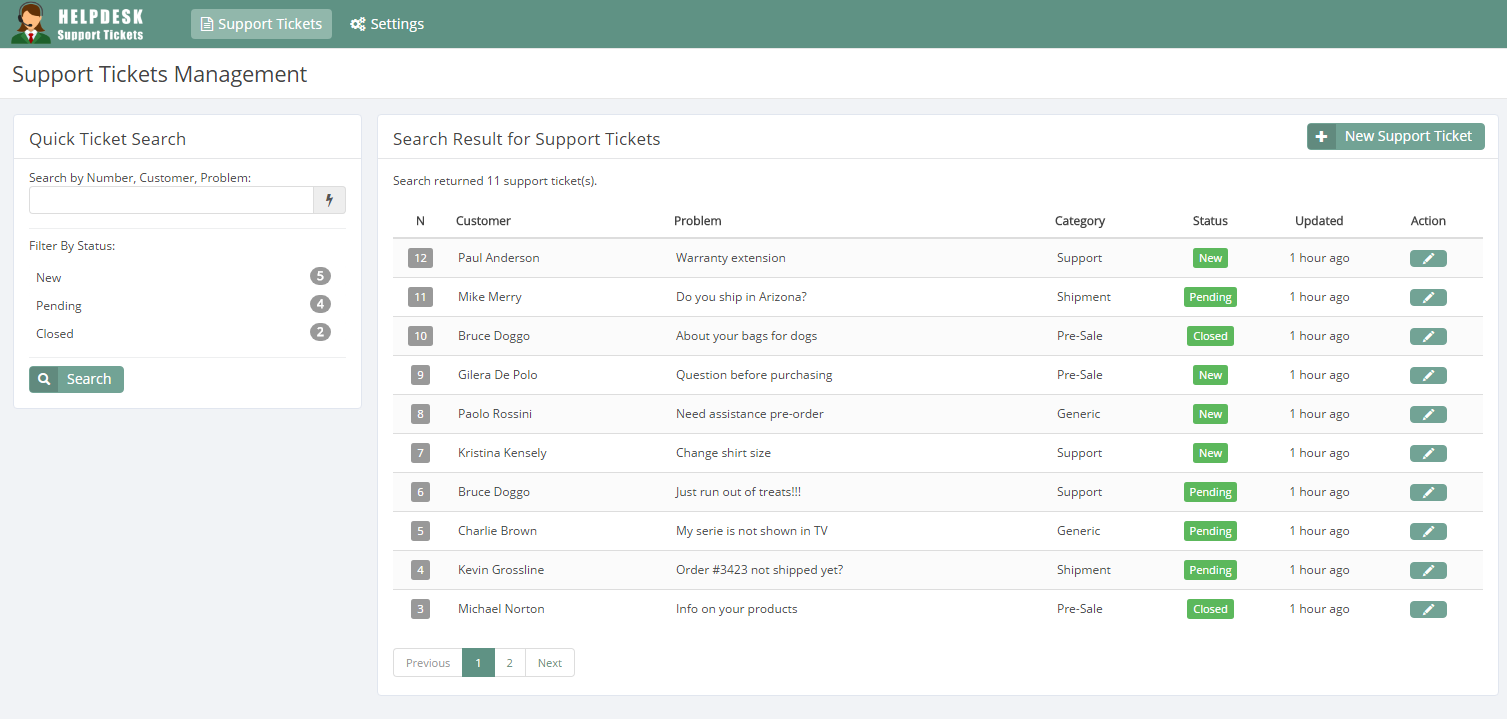 HELPDESK
Support Tickets
Support Tickets
Settings
Support Tickets Management
Quick Ticket Search
Search by Number, Customer, Problem:
Filter By Status:
New 5
Pending 4
Closed 2
Search
Search Result for Support Tickets
New Support Ticket
Search returned 11 support ticket(s).
N Customer Problem Category Status Updated Action
12 Paul Anderson Warranty extension Support New 1 hour ago
11 Mike Merry Do you ship in Arizona? Shipment Pending 1 hour ago
10 Bruce Doggo About your bags for dogs Pre-Sale Closed 1 hour ago
9 Gilera De Polo Question before purchasing Pre-Sale New 1 hour ago
8 Paolo Rossini Need assistance pre-order Generic New 1 hour ago
7 Kristina Kensely Change shirt size Support New 1 hour ago
6 Bruce Doggo Just run out of treats!!! Support Pending 1 hour ago
5 Charlie Brown My serie is not shown in TV Generic Pending 1 hour ago
4 Kevin Grossline Order #3423 not shipped yet? Shipment Pending 1 hour ago
3 Michael Norton Info on your products Pre-Sale Closed 1 hour ago
Previous 1 2 Next